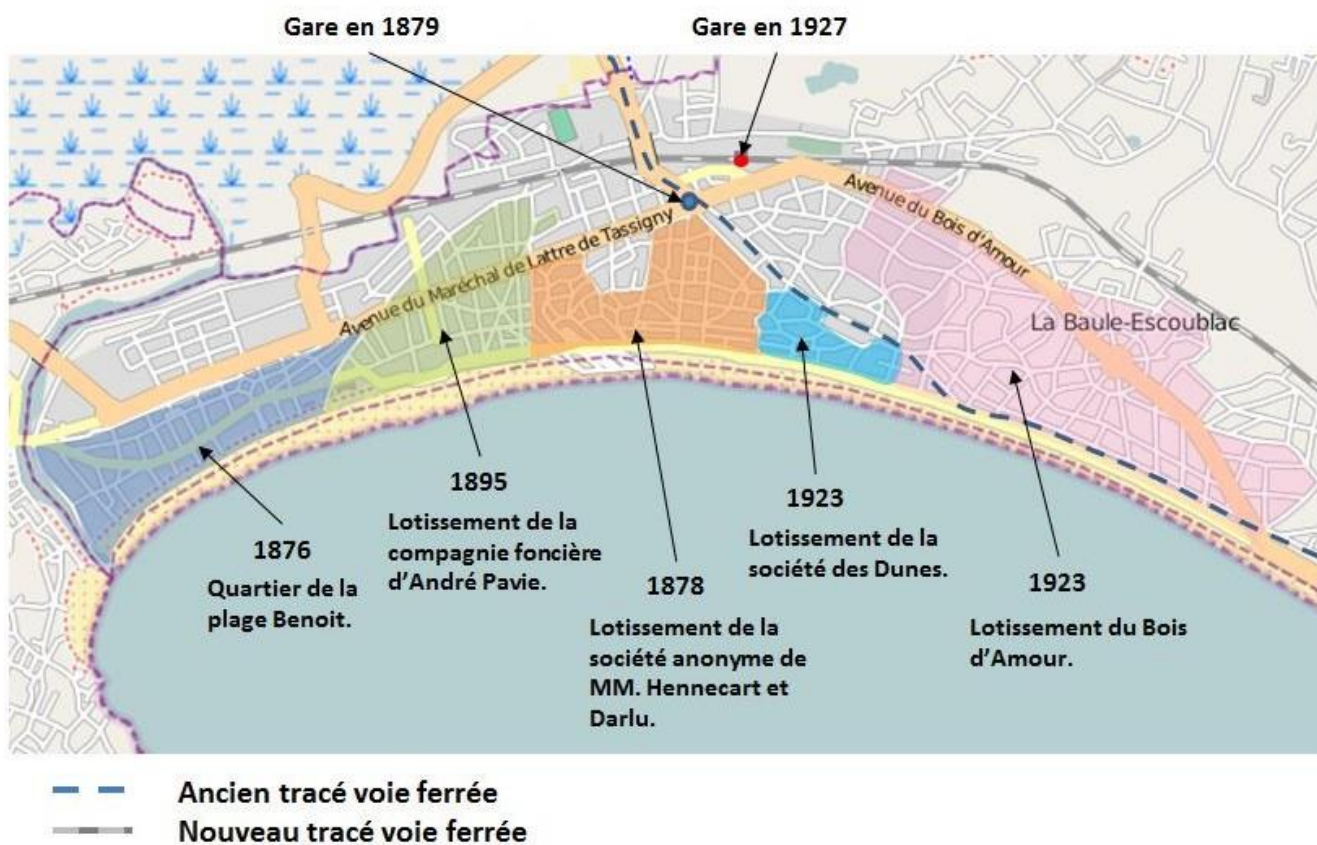 Gare en 1879
Gare en 1927
Avenue du Bois d'Amour
Avenue du Maréchal de Lattre de Tassigny
La Baule-Escoublac
1876
Quartier de la
plage Benoit.
1895
Lotissement de la
compagnie foncière
d’André Pavie.
1878
Lotissement de la
société anonyme de
MM. Hennecart et
Darlu.
1923
Lotissement de la
société des Dunes.
1923
Lotissement du Bois
d’Amour.
Ancien tracé voie ferrée
Nouveau tracé voie ferrée